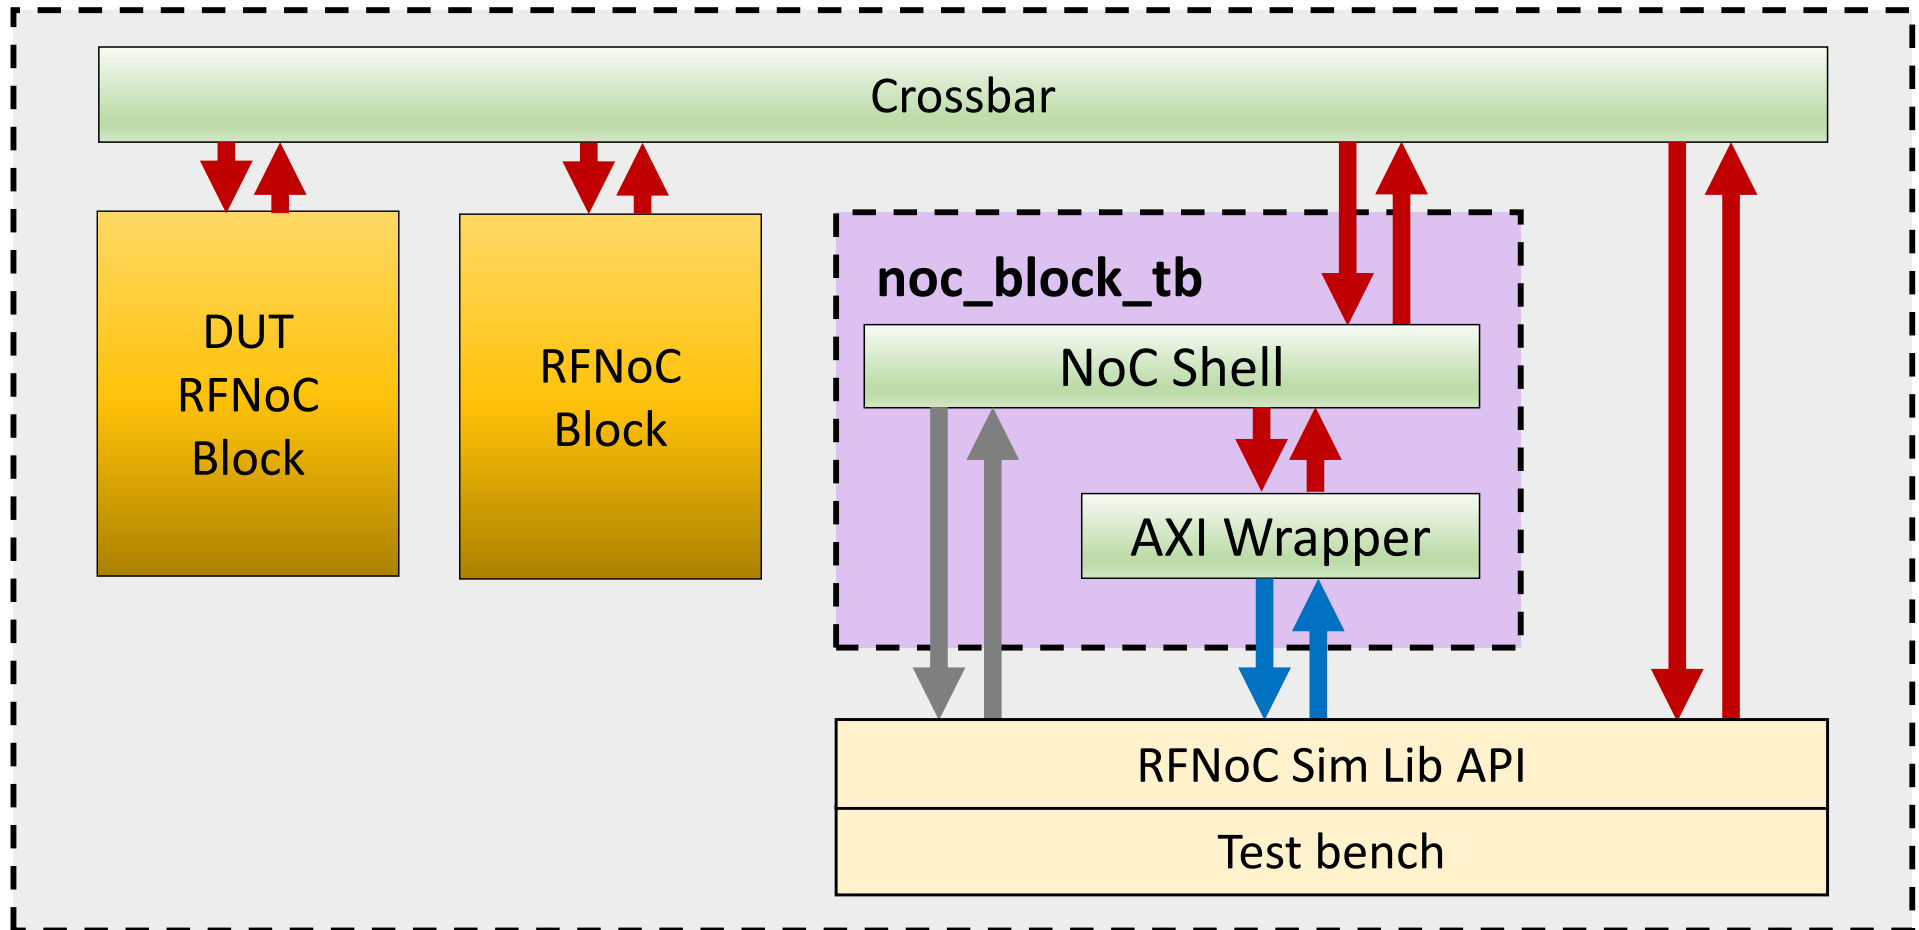 Crossbar
DUT
RFNoC
Block
RFNoC
Block
noc_block_tb
NoC Shell
AXI Wrapper
RFNoC Sim Lib API
Test bench